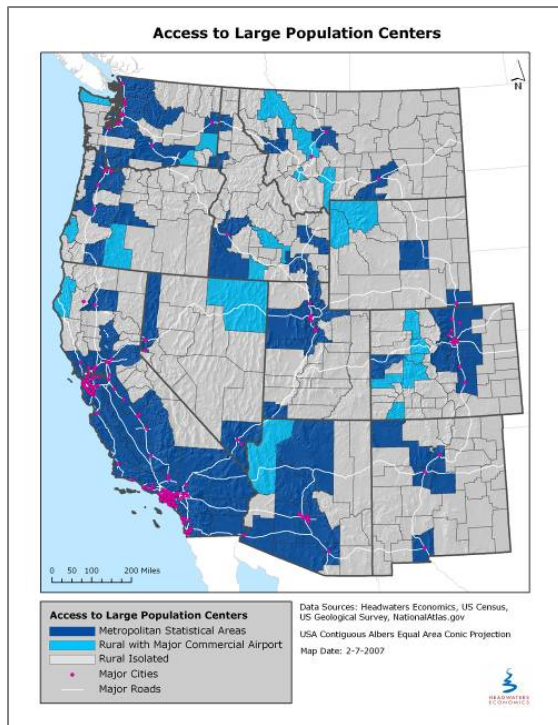 Access to Large Population Centers
N
0 50 100 200 Miles
Access to Large Population Centers
Metropolitan Statistical Areas
Rural with Major Commercial Airport
Rural Isolated
Major Cities
Major Roads
Data Sources: Headwaters Economics, US Census,
US Geological Survey, NationalAtlas.gov
USA Contiguous Albers Equal Area Conic Projection
Map Date: 2-7-2007
HEADWATERS
ECONOMICS